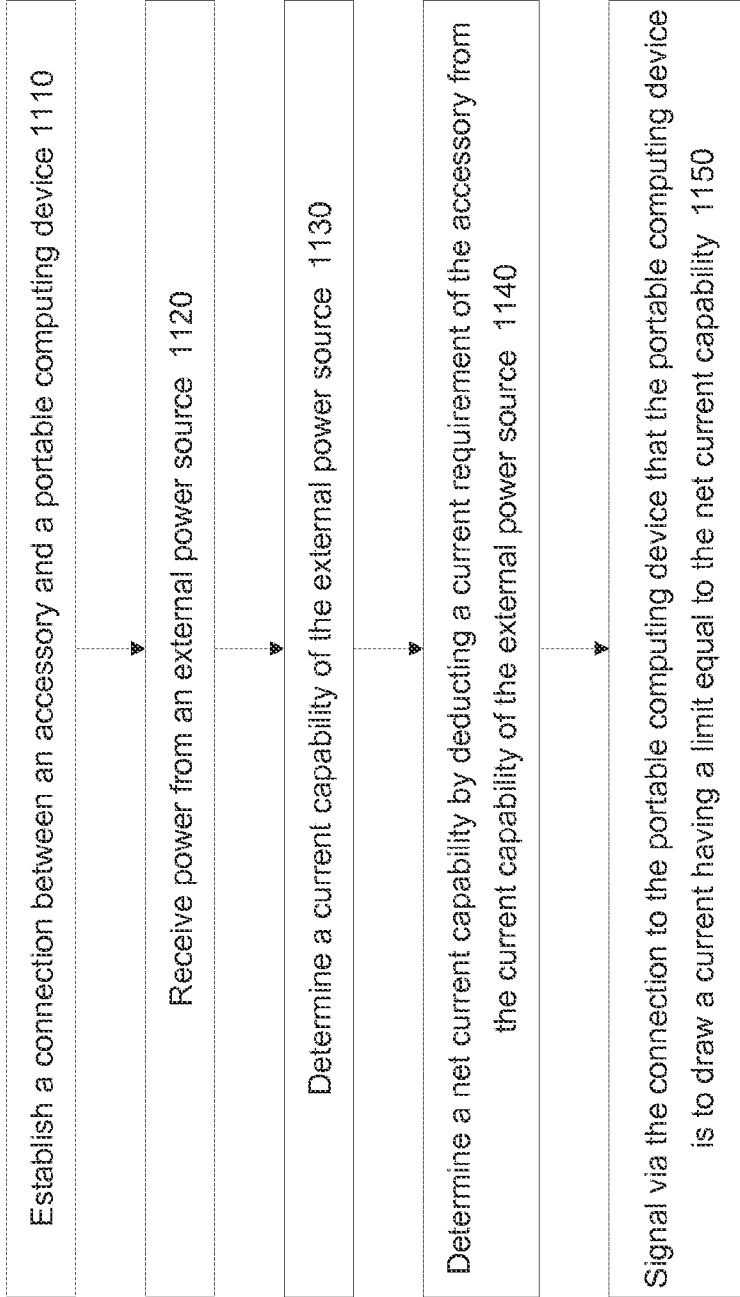 Establish a connection between an accessory and a portable computing device 1110
Receive power from an external power source 1120
Determine a current capability of the external power source 1130
Determine a net current capability by deducting a current requirement of the accessory from
the current capability of the external power source 1140
Signal via the connection to the portable computing device that the portable computing device
is to draw a current having a limit equal to the net current capability 1150